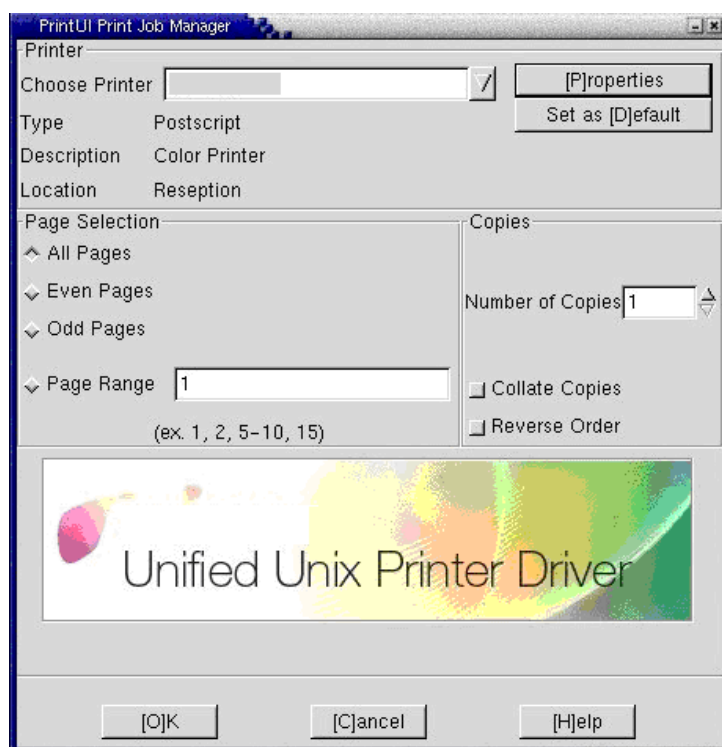 PrintUI Print Job Manager
Printer
Choose Printer
[P]roperties
Set as [D]efault
Type Postscript
Description Color Printer
Location Reseption
Page Selection
All Pages
Even Pages
Odd Pages
Page Range 1
(ex. 1, 2, 5-10, 15)
Copies
Number of Copies 1
Collate Copies
Reverse Order
Unified Unix Printer Driver
[O]K
[C]ancel
[H]elp